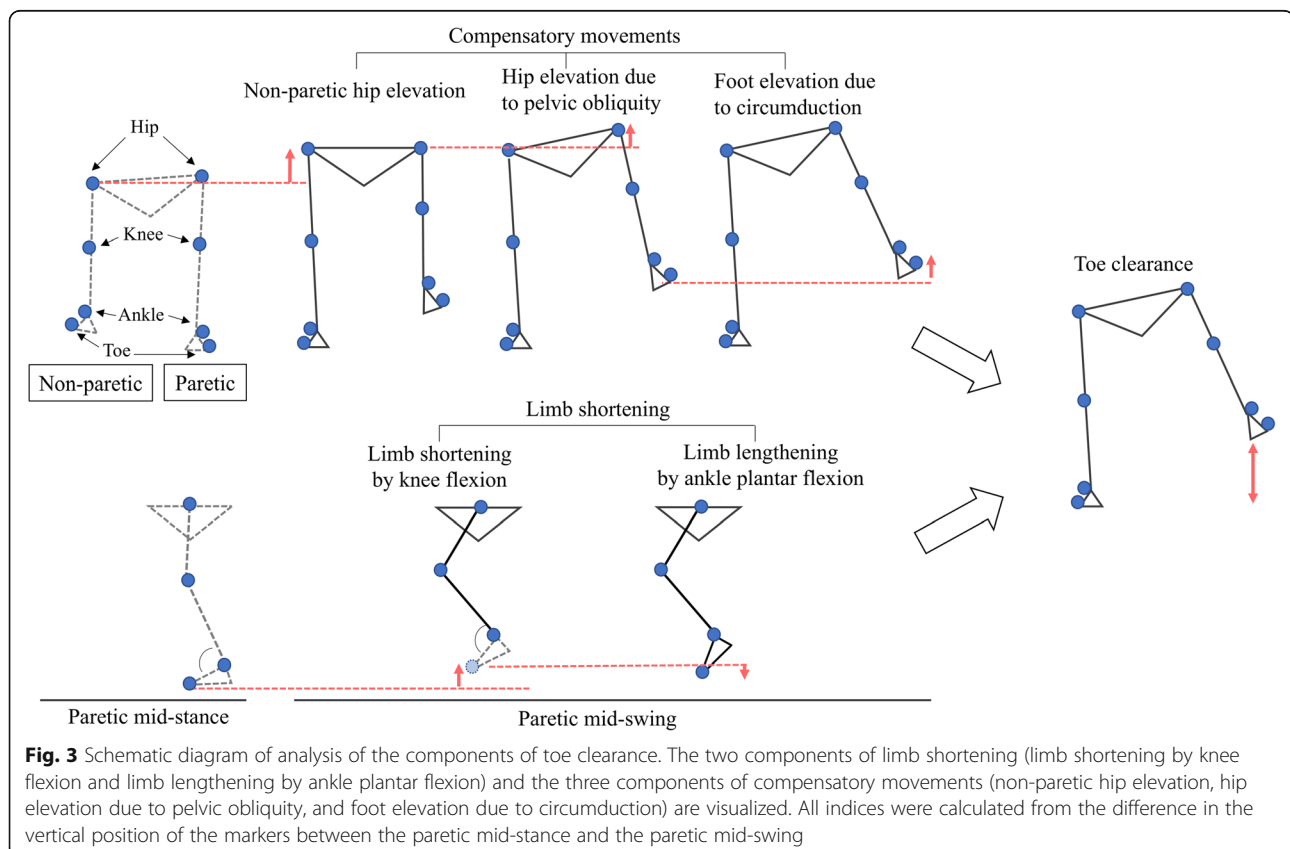 Compensatory movements
Non-paretic hip elevation
Hip elevation due
to pelvic obliquity
Foot elevation due
to circumduction
Hip
Knee
Ankle
Toe
Non-paretic
Paretic
Toe clearance
Limb shortening
Limb shortening
by knee flexion
Limb lengthening
by ankle plantar flexion
Paretic mid-stance
Paretic mid-swing
Fig. 3 Schematic diagram of analysis of the components of toe clearance. The two components of limb shortening (limb shortening by knee
flexion and limb lengthening by ankle plantar flexion) and the three components of compensatory movements (non-paretic hip elevation, hip
elevation due to pelvic obliquity, and foot elevation due to circumduction) are visualized. All indices were calculated from the difference in the
vertical position of the markers between the paretic mid-stance and the paretic mid-swing